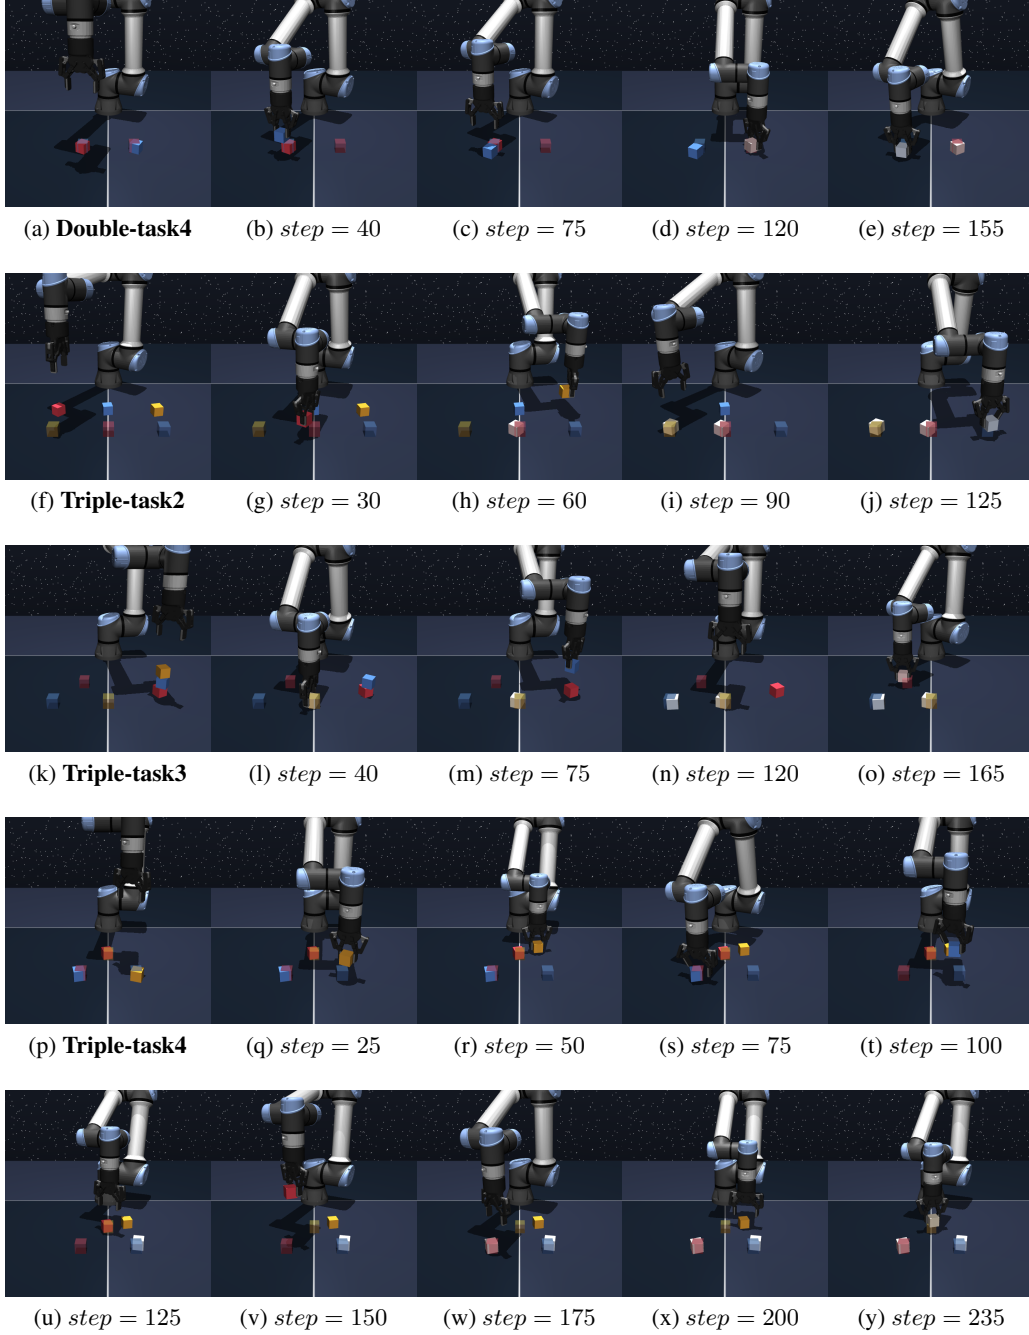 (a) Double-task4 (b) step = 40 (c) step = 75 (d) step = 120 (e) step = 155
(f) Triple-task2 (g) step = 30 (h) step = 60 (i) step = 90 (j) step = 125
(k) Triple-task3 (l) step = 40 (m) step = 75 (n) step = 120 (o) step = 165
(p) Triple-task4 (q) step = 25 (r) step = 50 (s) step = 75 (t) step = 100
(u) step = 125 (v) step = 150 (w) step = 175 (x) step = 200 (y) step = 235